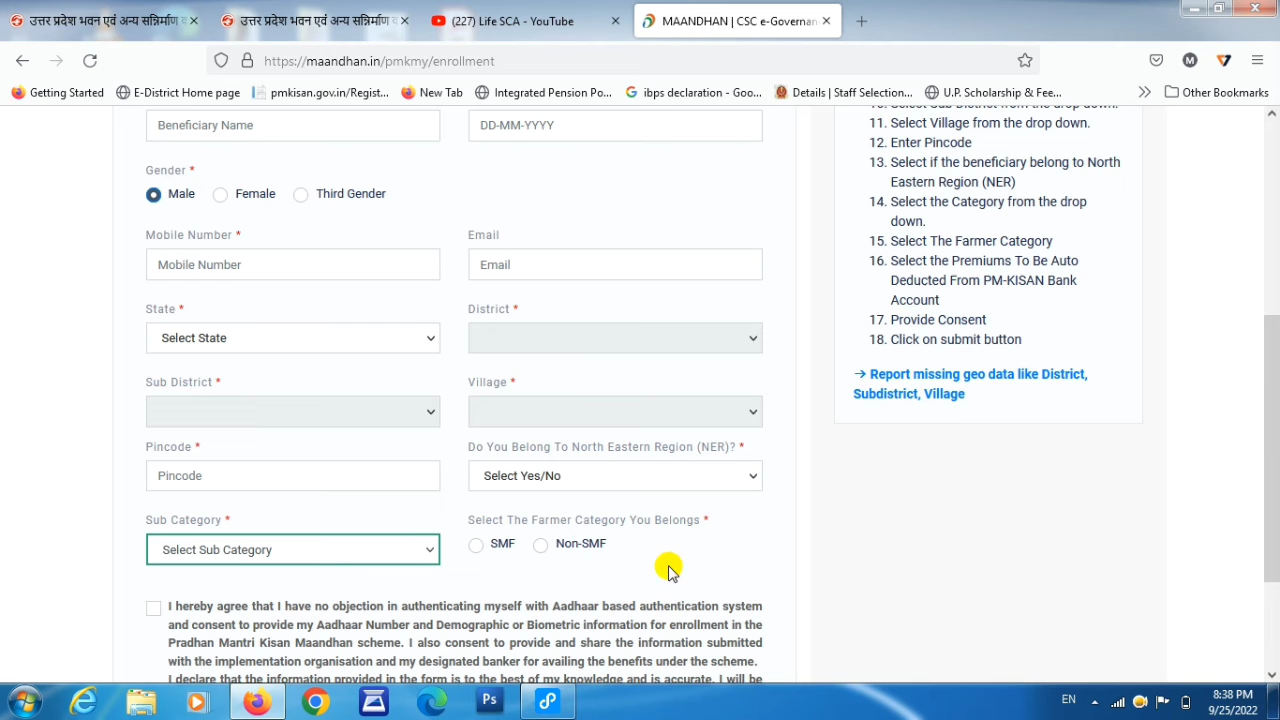 उत्तर प्रदेश भवन एवं अन्य सन्निर्माण
उत्तर प्रदेश भवन एवं अन्य सन्निर्माण
(227) Life SCA - YouTube
MAANDHAN | CSC e-Governan
https://maandhan.in/pmkmy/enrollment
Getting Started
E-District Home page
pmkisan.gov.in/Regist...
New Tab
Integrated Pension Po...
ibps declaration - Goo...
Details | Staff Selection...
U.P. Scholarship & Fee...
Other Bookmarks
Beneficiary Name
DD-MM-YYYY
Gender *
Male
Female
Third Gender
Mobile Number *
Email
Mobile Number
Email
State *
District *
Select State
Sub District *
Village *
Pincode *
Do You Belong To North Eastern Region (NER)? *
Pincode
Select Yes/No
Sub Category *
Select The Farmer Category You Belongs *
Select Sub Category
SMF
Non-SMF
I hereby agree that I have no objection in authenticating myself with Aadhaar based authentication system
and consent to provide my Aadhaar Number and Demographic or Biometric information for enrollment in the
Pradhan Mantri Kisan Maandhan scheme. I also consent to provide and share the information submitted
with the implementation organisation and my designated banker for availing the benefits under the scheme.
I declare that the information provided in the form is to the best of my knowledge and is accurate. I will be
10. Select Sub District from the drop down.
11. Select Village from the drop down.
12. Enter Pincode
13. Select if the beneficiary belong to North
Eastern Region (NER)
14. Select the Category from the drop
down.
15. Select The Farmer Category
16. Select the Premiums To Be Auto
Deducted From PM-KISAN Bank
Account
17. Provide Consent
18. Click on submit button
→ Report missing geo data like District,
Subdistrict, Village
Ps
EN
8:38 PM
9/25/2022